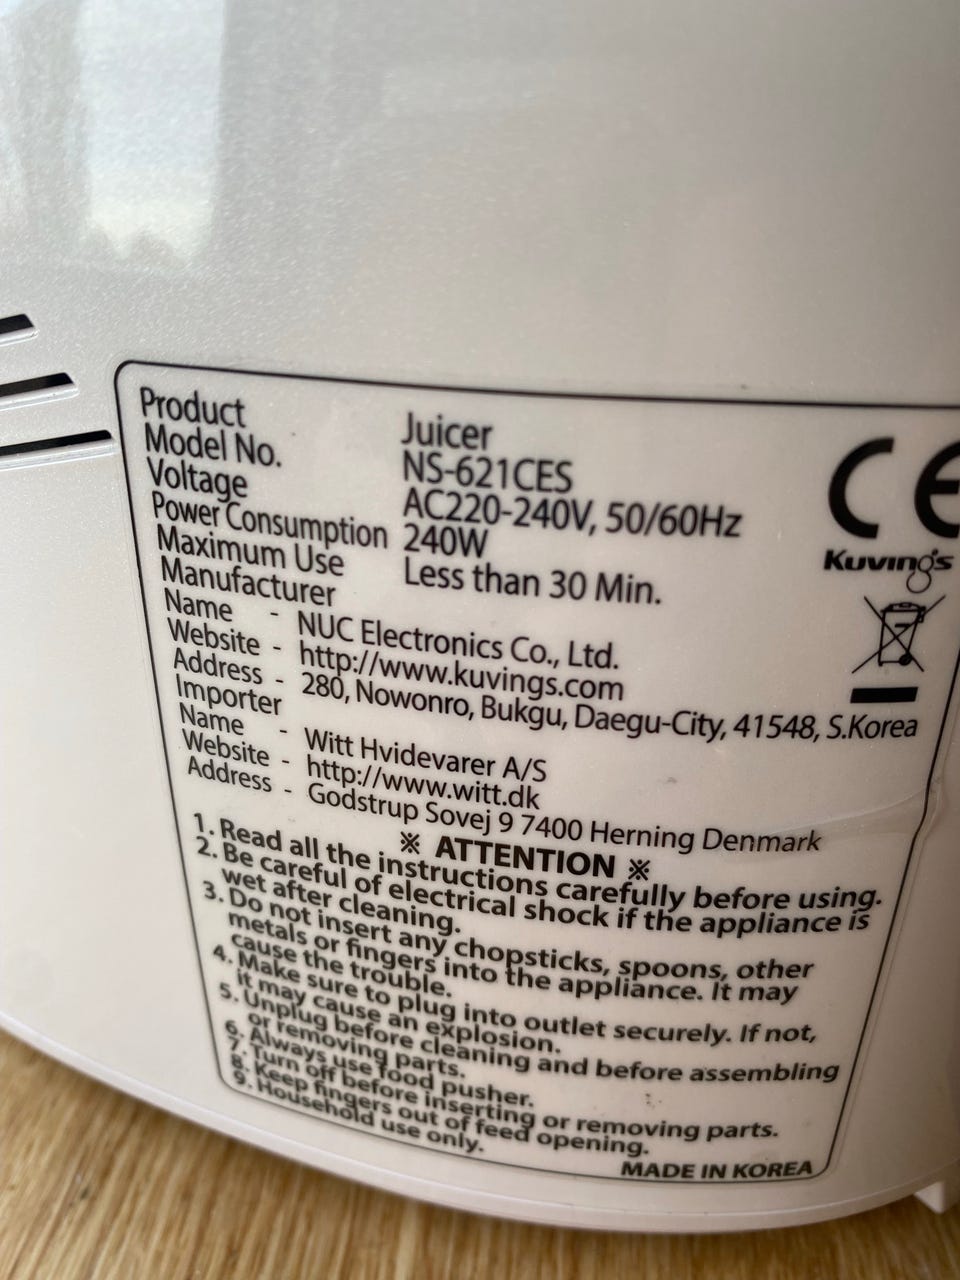 Product Juicer
Model No. NS-621CES
Voltage AC220-240V, 50/60Hz
Power Consumption 240W
Maximum Use Less than 30 Min.
Manufacturer
Name - NUC Electronics Co., Ltd.
Website - http://www.kuvings.com
Address - 280, Nowonro, Bukgu, Daegu-City, 41548, S.Korea
Importer
Name - Witt Hvidevarer A/S
Website - http://www.witt.dk
Address - Godstrup Sovej 9 7400 Herning Denmark
CE
Kuvings
※ ATTENTION ※
1. Read all the instructions carefully before using.
2. Be careful of electrical shock if the appliance is
wet after cleaning.
3. Do not insert any chopsticks, spoons, other
metals or fingers into the appliance. It may
cause the trouble.
4. Make sure to plug into outlet securely. If not,
it may cause an explosion.
5. Unplug before cleaning and before assembling
or removing parts.
6. Always use food pusher.
7. Turn off before inserting or removing parts.
8. Keep fingers out of feed opening.
9. Household use only.
MADE IN KOREA